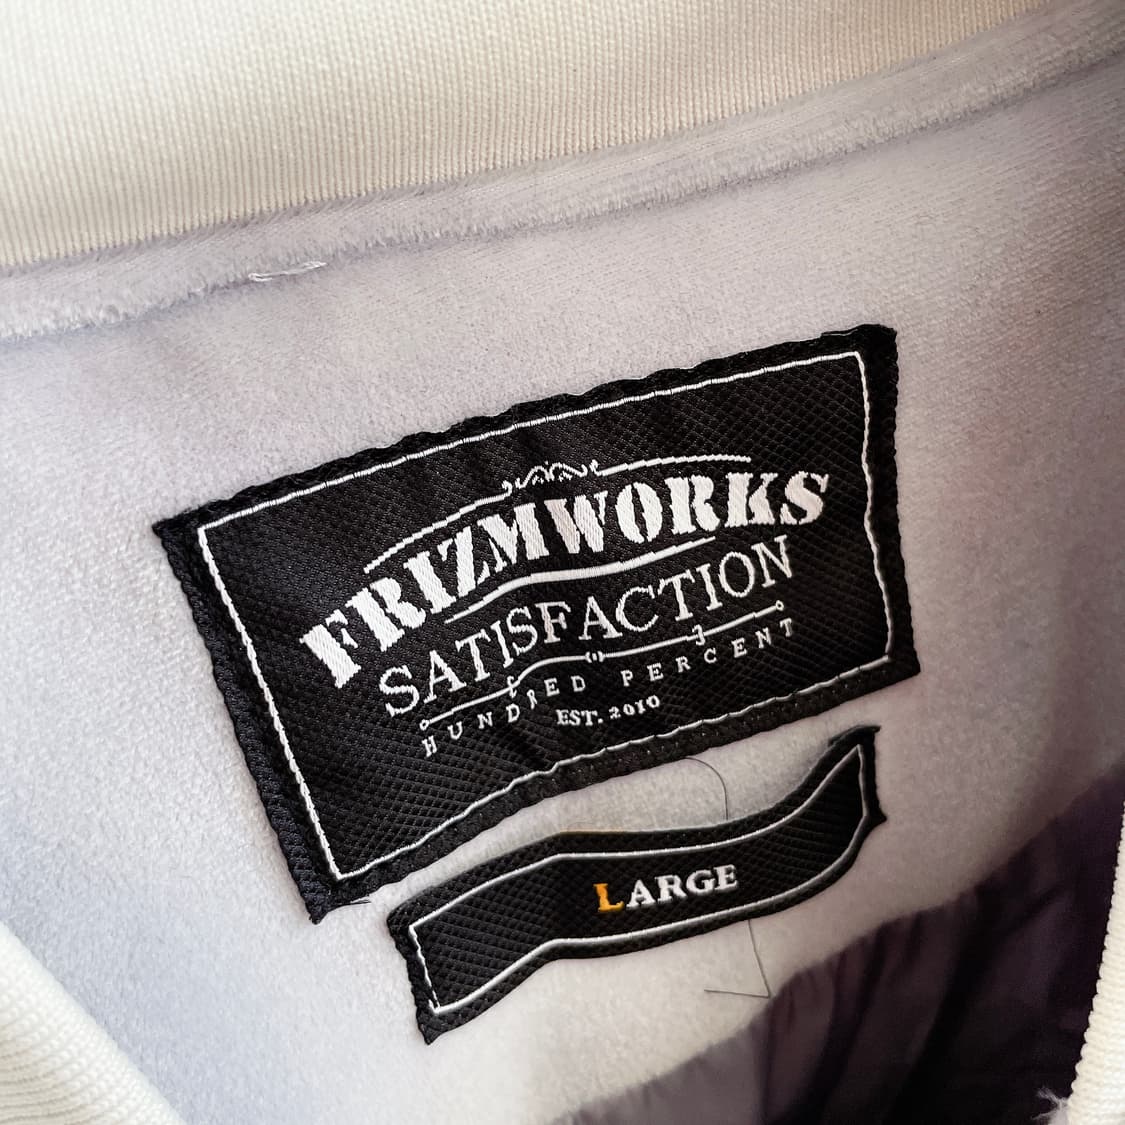 FRIZMWORKS
SATISFACTION
HUNDRED PERCENT
EST. 2010
LARGE